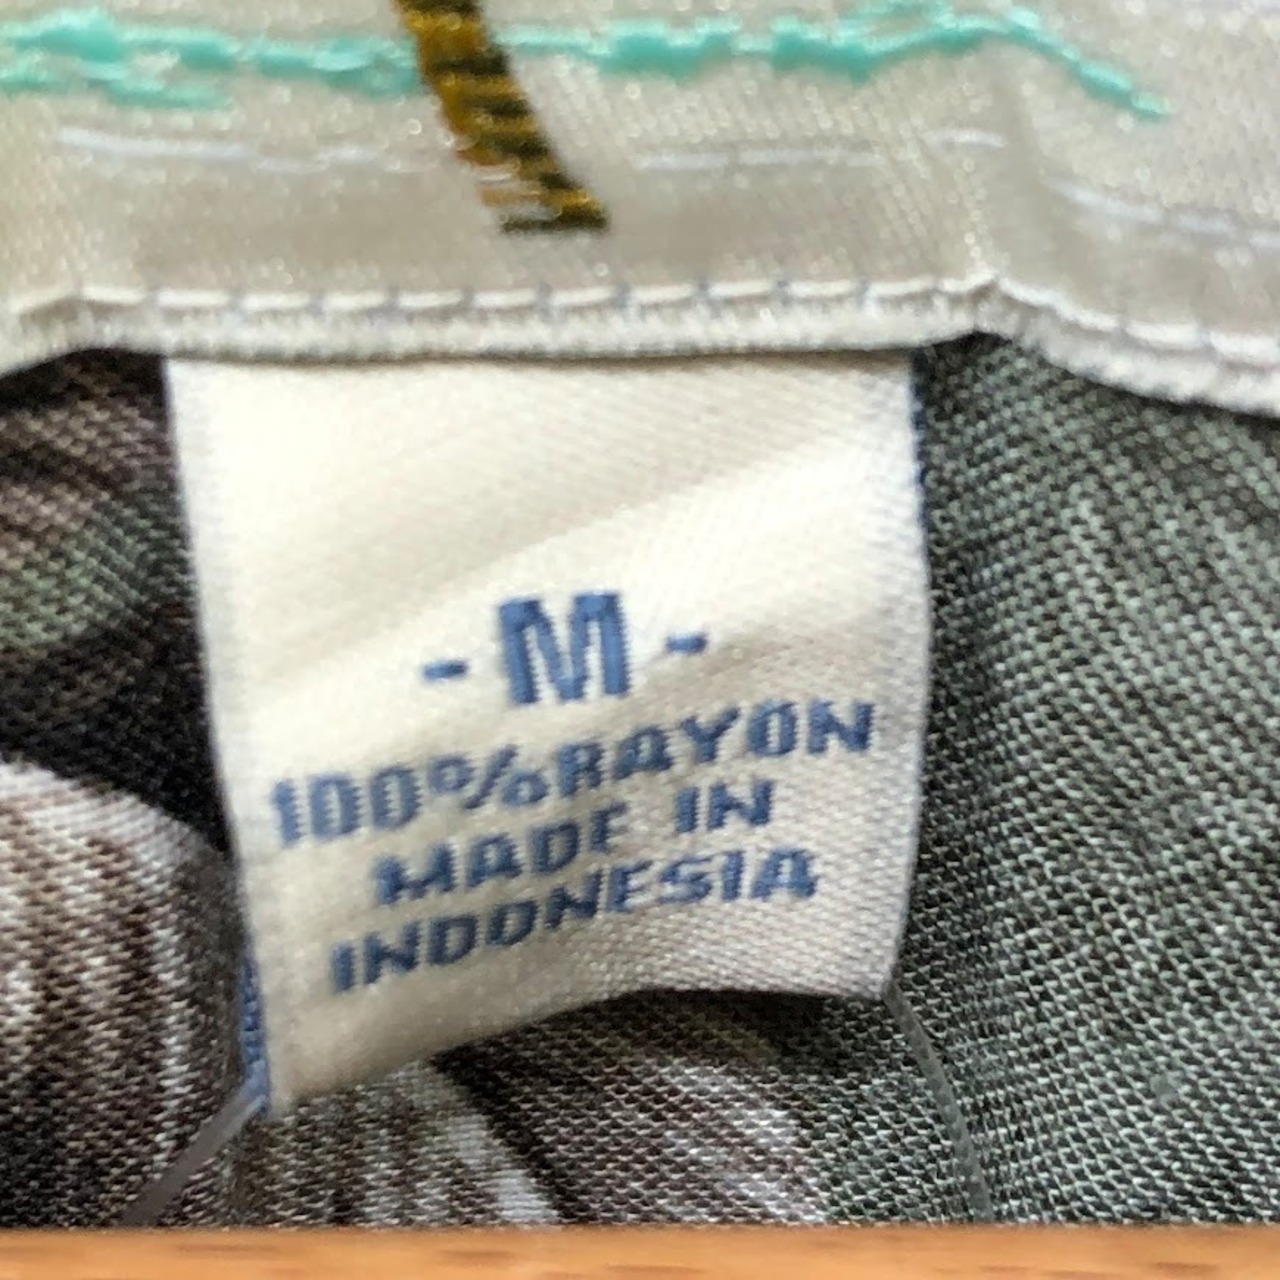 - M -
100% RAYON
MADE IN
INDONESIA